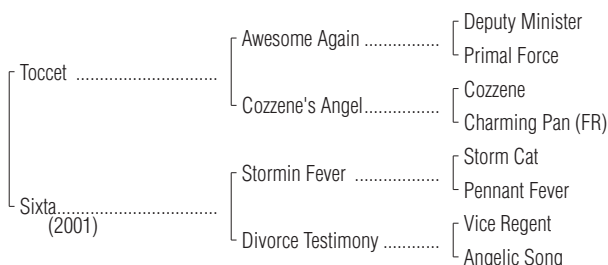 Deputy Minister
Awesome Again ...............
Primal Force
Toccet ............................
Cozzene
Cozzene's Angel...............
Charming Pan (FR)
Storm Cat
Stormin Fever .................
Pennant Fever
Sixta................................
(2001)
Vice Regent
Divorce Testimony ............
Angelic Song